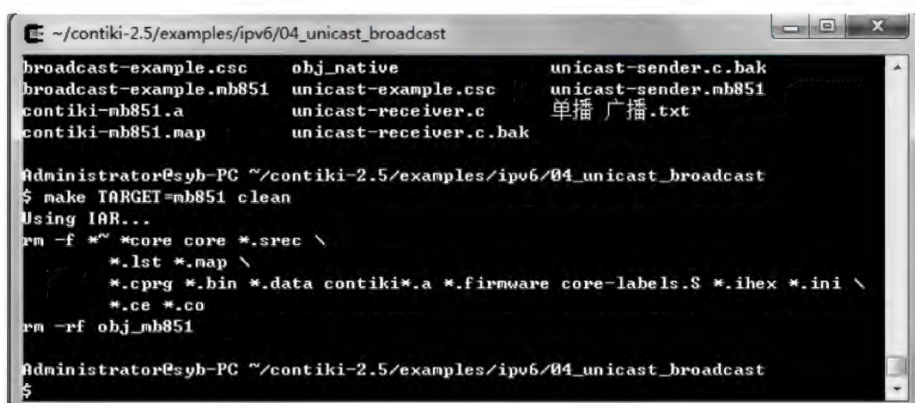 ~/contiki-2.5/examples/ipv6/04_unicast_broadcast
broadcast-example.csc obj_native unicast-sender.c.bak
broadcast-example.mb851 unicast-example.csc unicast-sender.mb851
contiki-mb851.a unicast-receiver.c 单播 广播.txt
contiki-mb851.map unicast-receiver.c.bak
Administrator@syb-PC ~/contiki-2.5/examples/ipv6/04_unicast_broadcast
$ make TARGET=mb851 clean
Using IAR...
rm -f *~ *core core *.srec \
*.lst *.map \
*.cprg *.bin *.data contiki*.a *.firmware core-labels.S *.ihex *.ini \
*.ce *.co
rm -rf obj_mb851
Administrator@syb-PC ~/contiki-2.5/examples/ipv6/04_unicast_broadcast
$